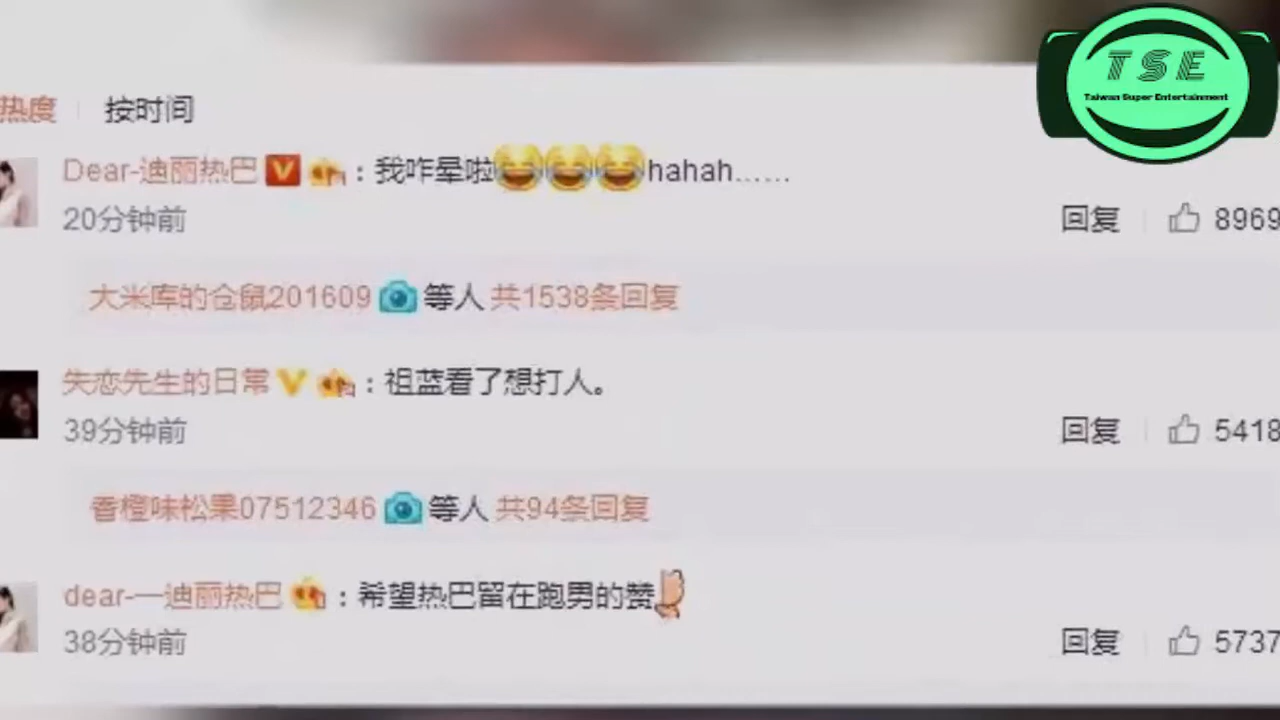 TSE
Taiwan Super Entertainment
热度 按时间
Dear-迪丽热巴 V : 我咋晕啦😂😂😂hahah……
20分钟前 回复 8969
大米库的仓鼠201609 等人 共1538条回复
失恋先生的日常 V : 祖蓝看了想打人。
39分钟前 回复 5418
香橙味松果07512346 等人 共94条回复
dear-一迪丽热巴 : 希望热巴留在跑男的赞
38分钟前 回复 5737